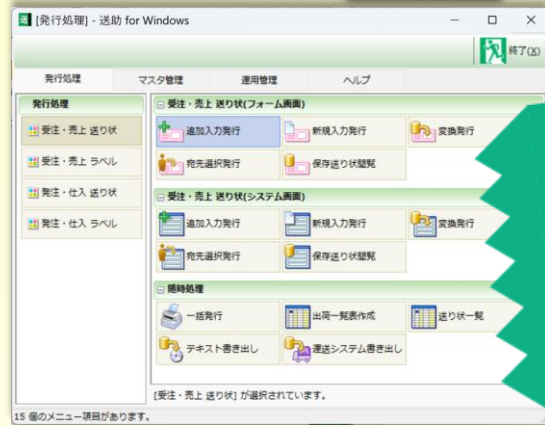 送 [発行処理] - 送助 for Windows
終了(X)
発行処理 マスタ管理 運用管理 ヘルプ
発行処理
受注・売上 送り状
受注・売上 ラベル
発注・仕入 送り状
発注・仕入 ラベル
受注・売上 送り状(フォーム画面)
追加入力発行 新規入力発行 変換発行
宛先選択発行 保存送り状閲覧
受注・売上 送り状(システム画面)
追加入力発行 新規入力発行 変換発行
宛先選択発行 保存送り状閲覧
随時処理
一括発行 出荷一覧表作成 送り状一覧
テキスト書き出し 運送システム書き出し
[受注・売上 送り状] が選択されています。
15 個のメニュー項目があります。